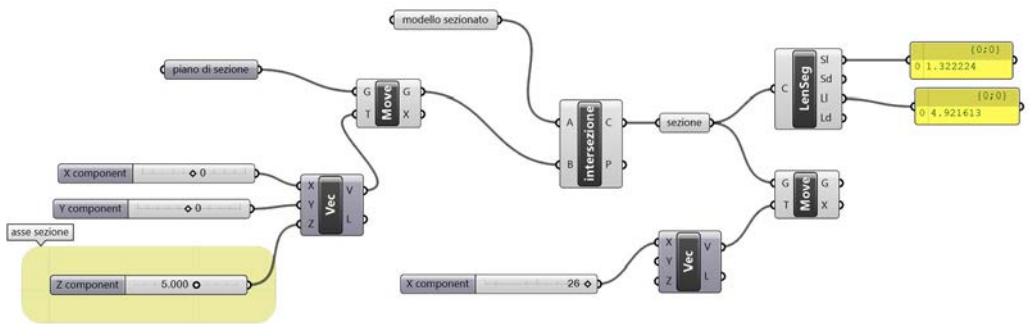 modello sezionato
piano di sezione
G
T
Move
G
X
A
B
intersezione
C
P
sezione
C
LenSeg
Sl
Sd
Ll
Ld
{0;0}
0 1.322224
{0;0}
0 4.921613
X component
0
Y component
0
X
Y
Z
Vec
V
L
asse sezione
Z component
5.000
G
T
Move
G
X
X component
26
X
Y
Z
Vec
V
L